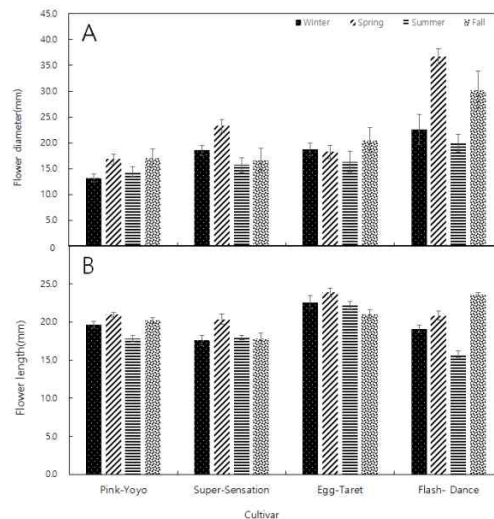 Winter Spring Summer Fall
A
Flower diameter(mm)
45.0
40.0
35.0
30.0
25.0
20.0
15.0
10.0
5.0
0
B
Flower length(mm)
25.0
20.0
15.0
10.0
5.0
0.0
Pink-Yoyo Super-Sensation Egg-Taret Flash- Dance
Cultivar